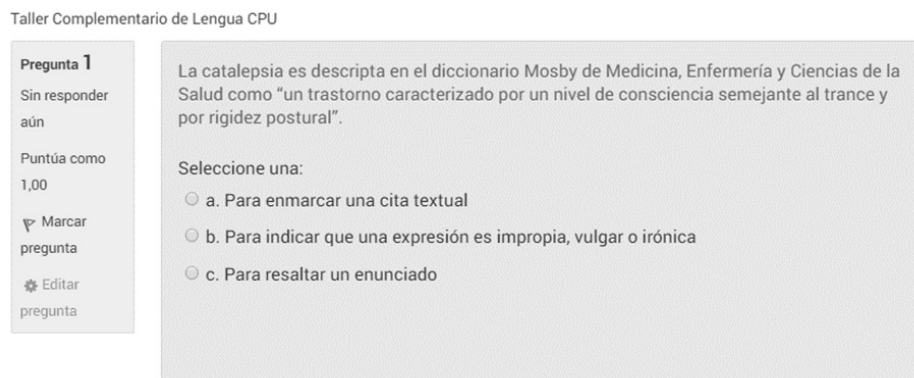 Taller Complementario de Lengua CPU
Pregunta 1
Sin responder
aún
Puntúa como
1,00
Marcar
pregunta
Editar
pregunta
La catalepsia es descripta en el diccionario Mosby de Medicina, Enfermería y Ciencias de la
Salud como “un trastorno caracterizado por un nivel de consciencia semejante al trance y
por rigidez postural”.
Seleccione una:
a. Para enmarcar una cita textual
b. Para indicar que una expresión es impropia, vulgar o irónica
c. Para resaltar un enunciado